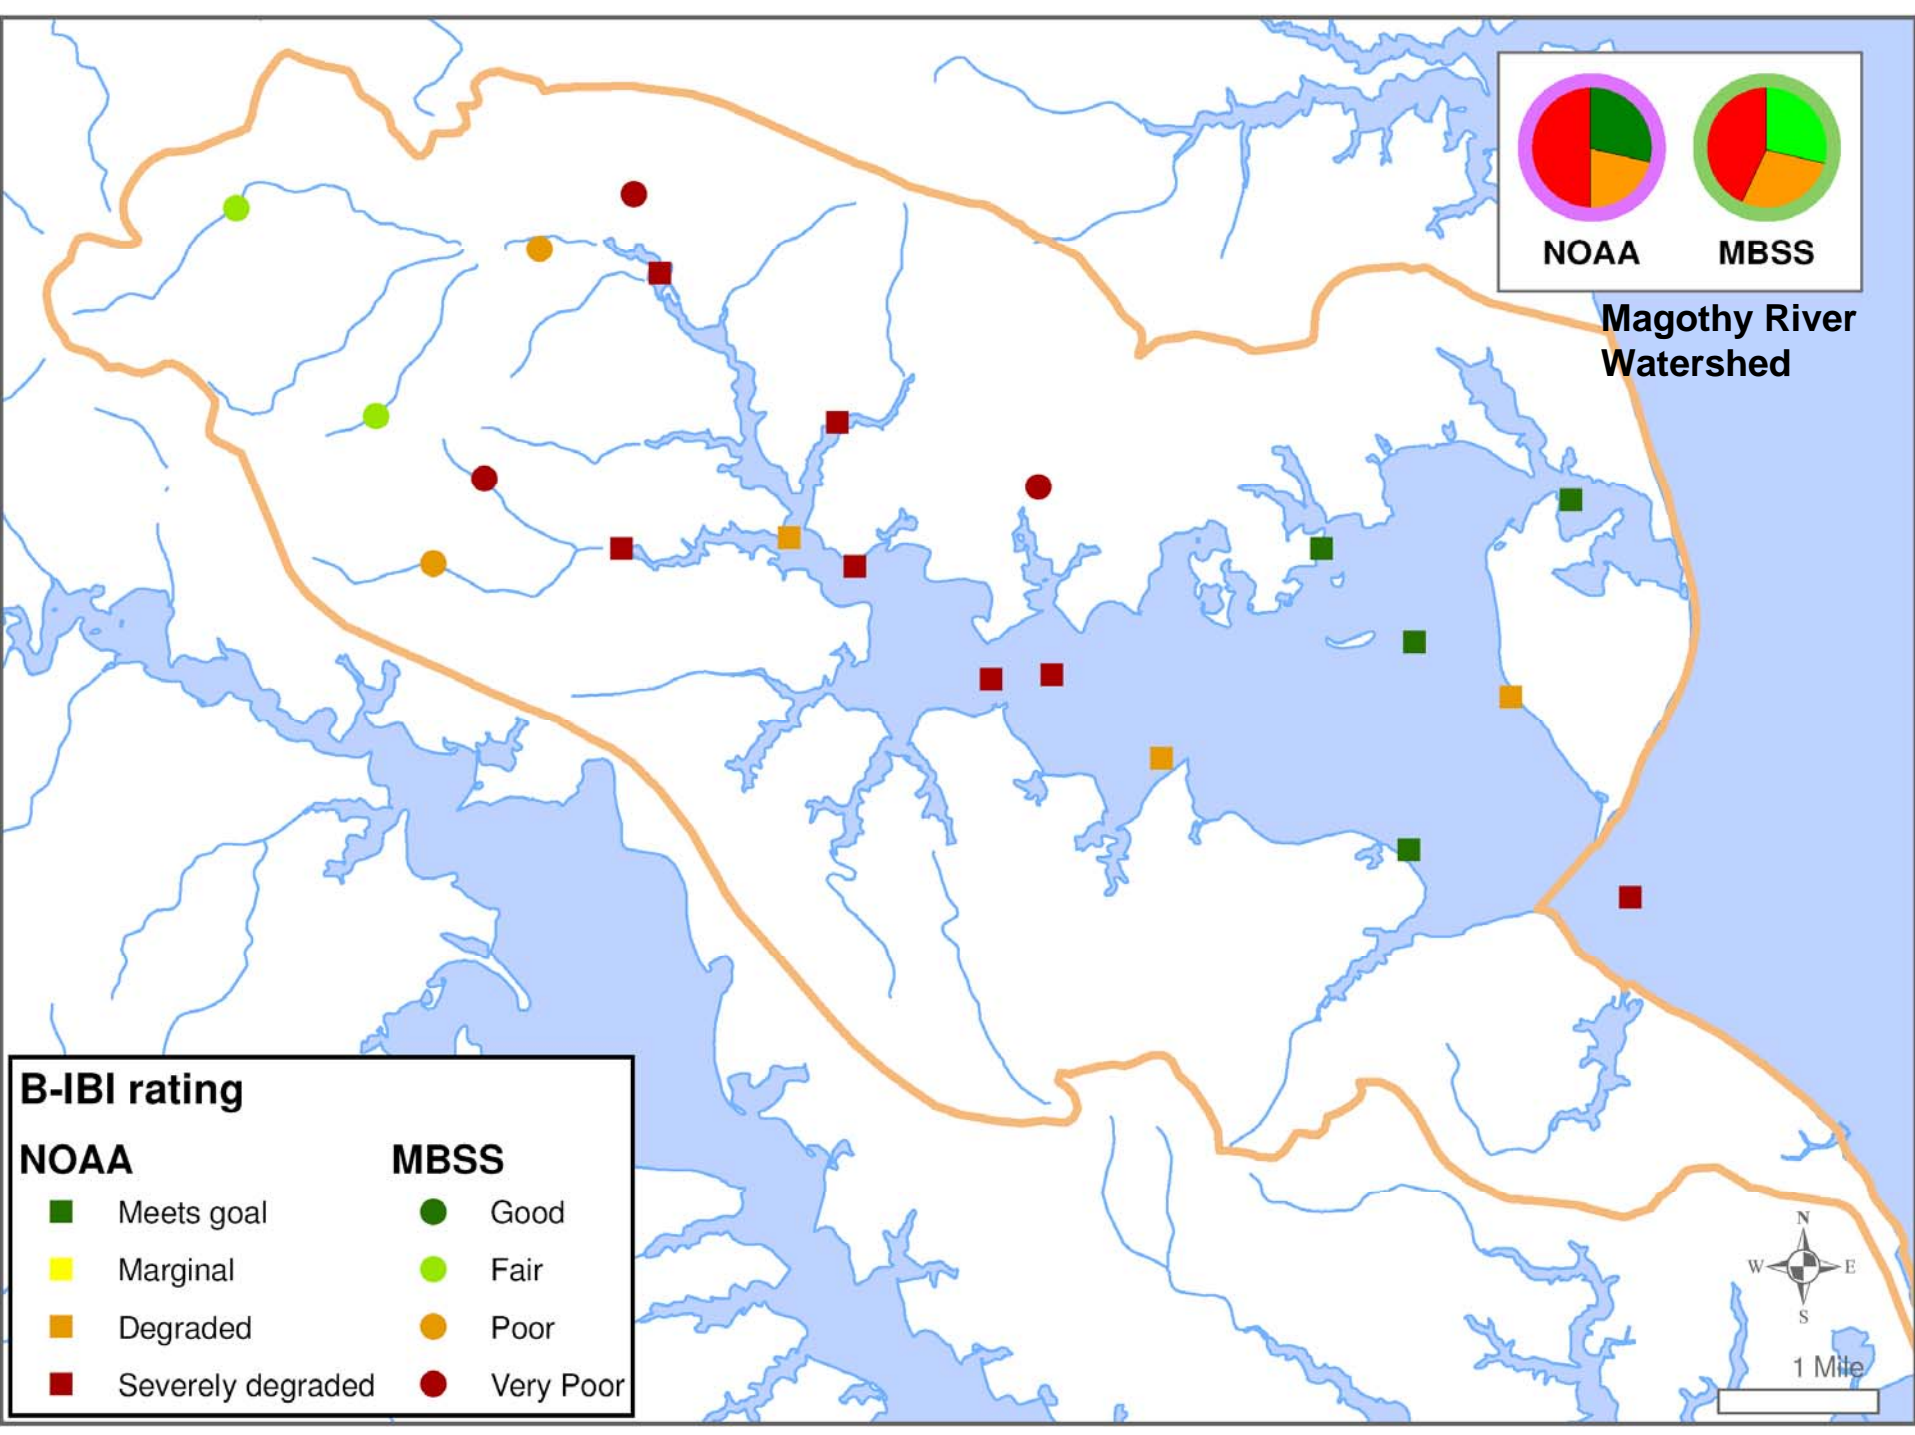 NOAA MBSS
Magothy River
Watershed
B-IBI rating
NOAA MBSS
Meets goal Good
Marginal Fair
Degraded Poor
Severely degraded Very Poor
N
W E
S
1 Mile